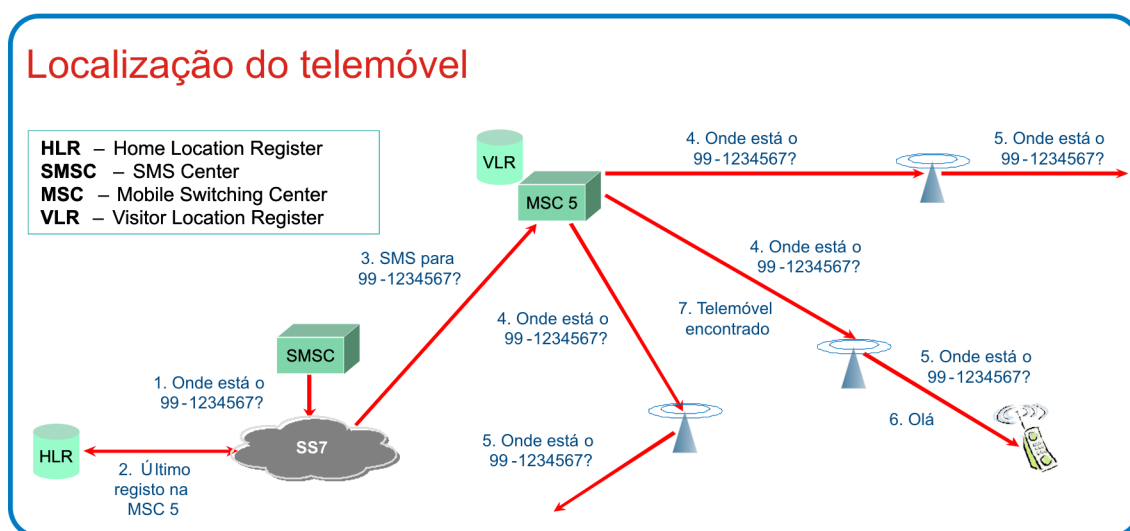 Localização do telemóvel
HLR – Home Location Register
SMSC – SMS Center
MSC – Mobile Switching Center
VLR – Visitor Location Register
VLR
MSC 5
4. Onde está o
99-1234567?
5. Onde está o
99-1234567?
3. SMS para
99-1234567?
4. Onde está o
99-1234567?
4. Onde está o
99-1234567?
7. Telemóvel
encontrado
SMSC
1. Onde está o
99-1234567?
5. Onde está o
99-1234567?
6. Olá
HLR
SS7
5. Onde está o
99-1234567?
2. Último
registo na
MSC 5